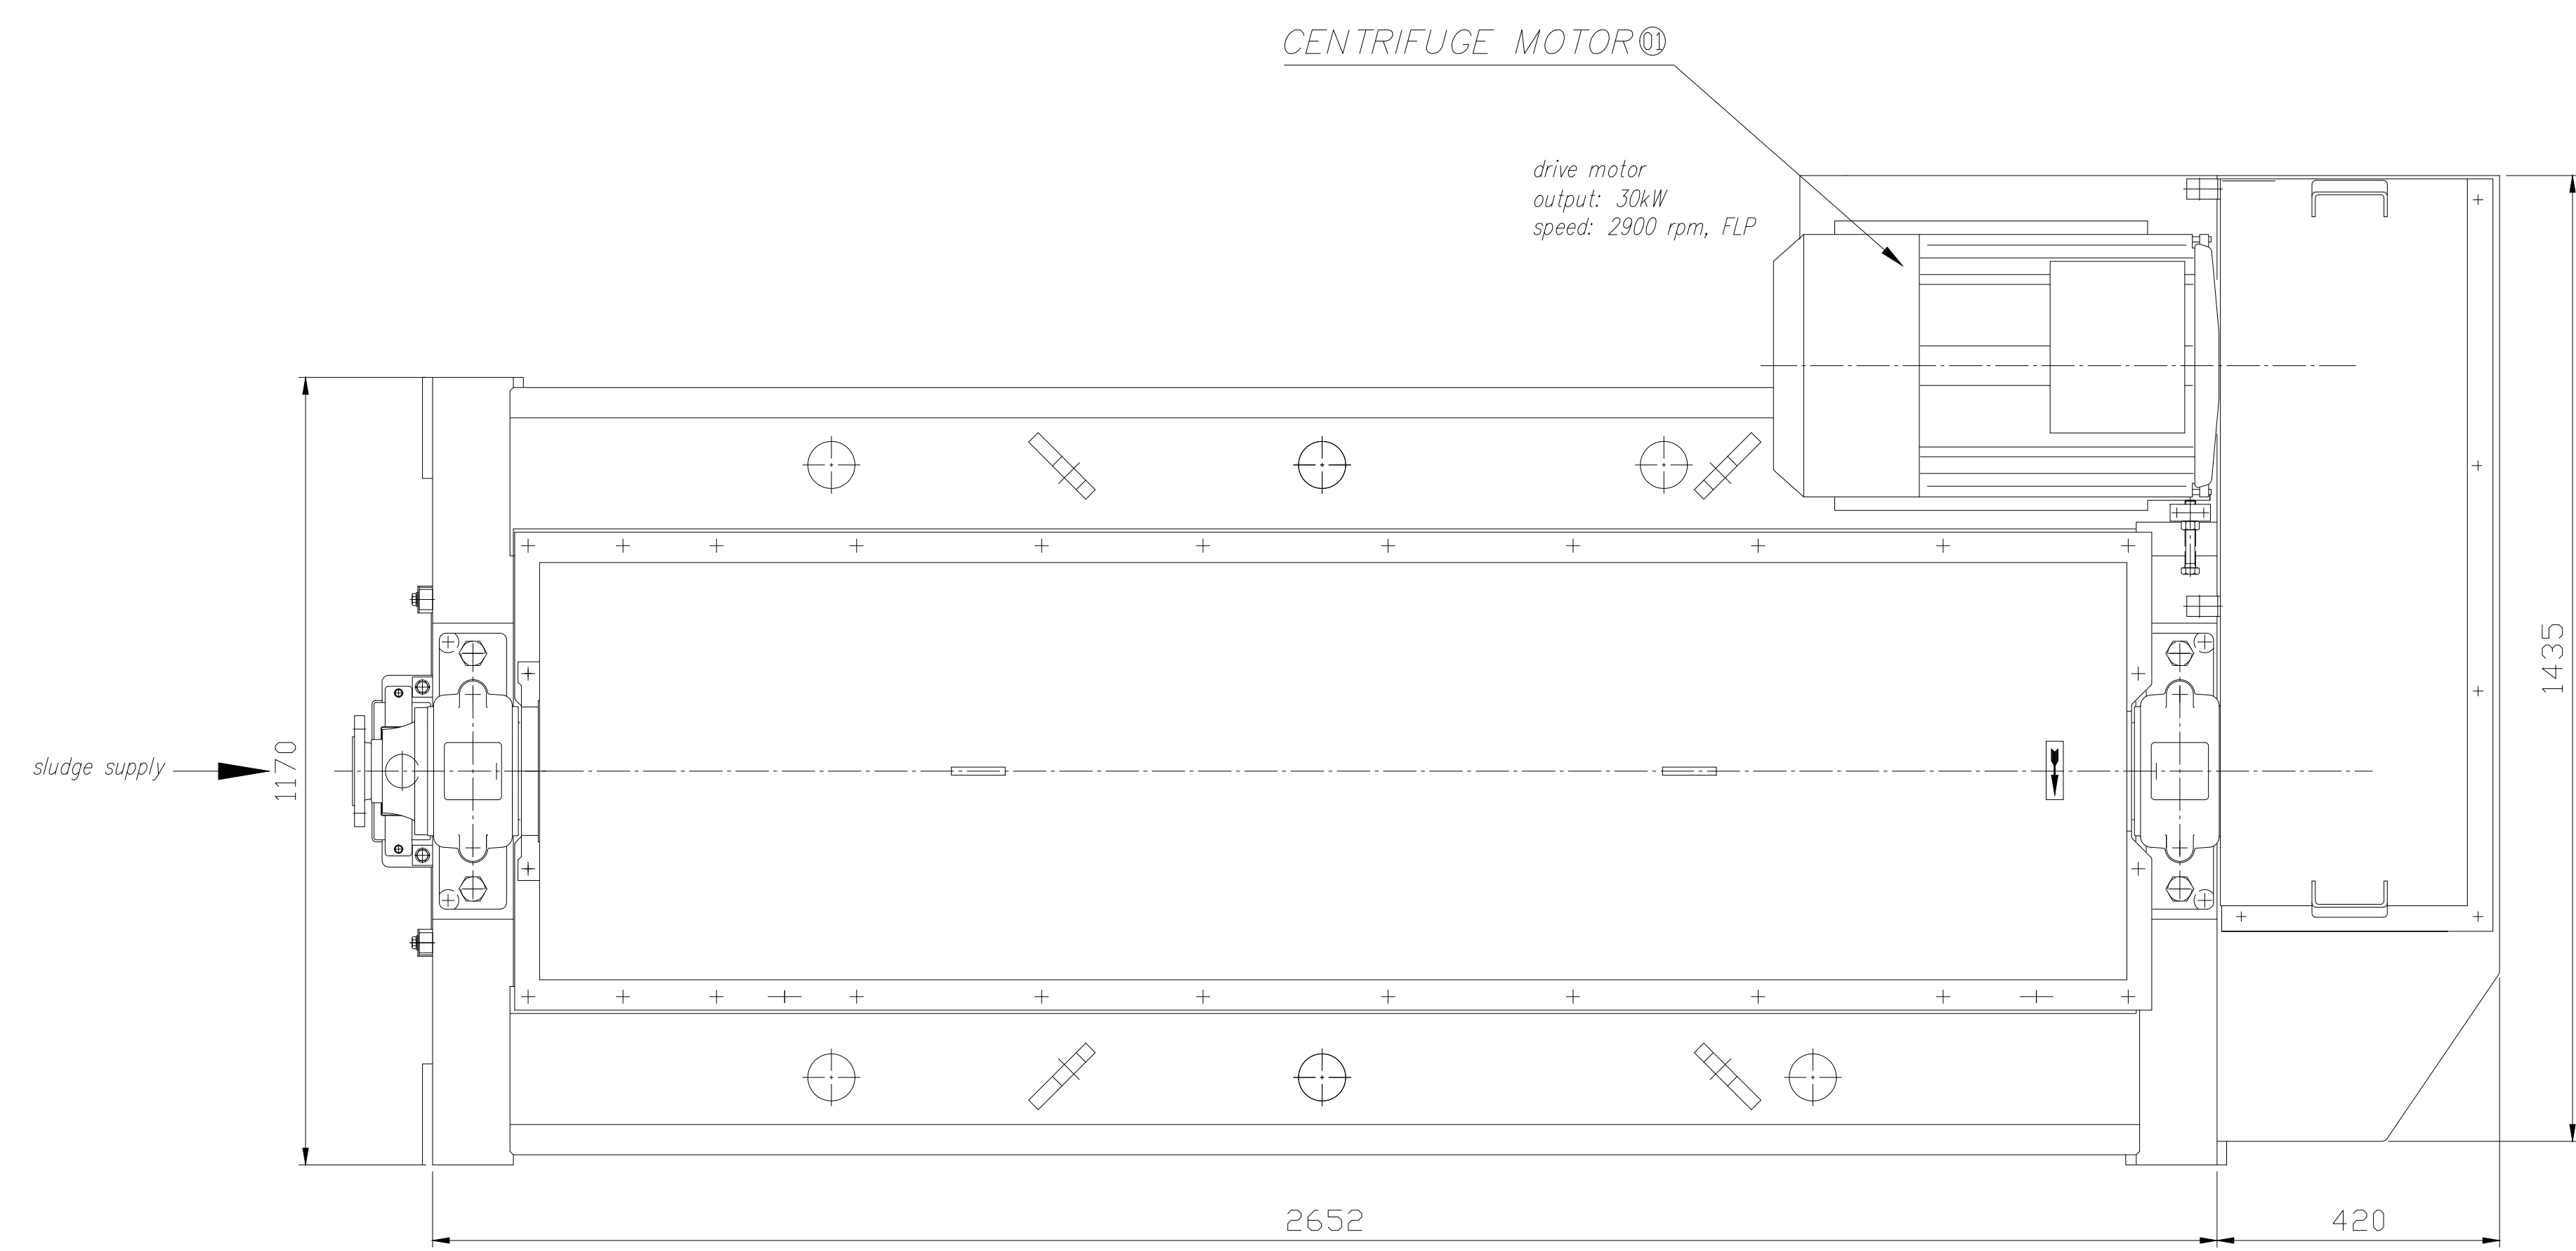 CENTRIFUGE MOTOR 01
drive motor
output: 30kW
speed: 2900 rpm, FLP
1435
sludge supply
1170
2652
420